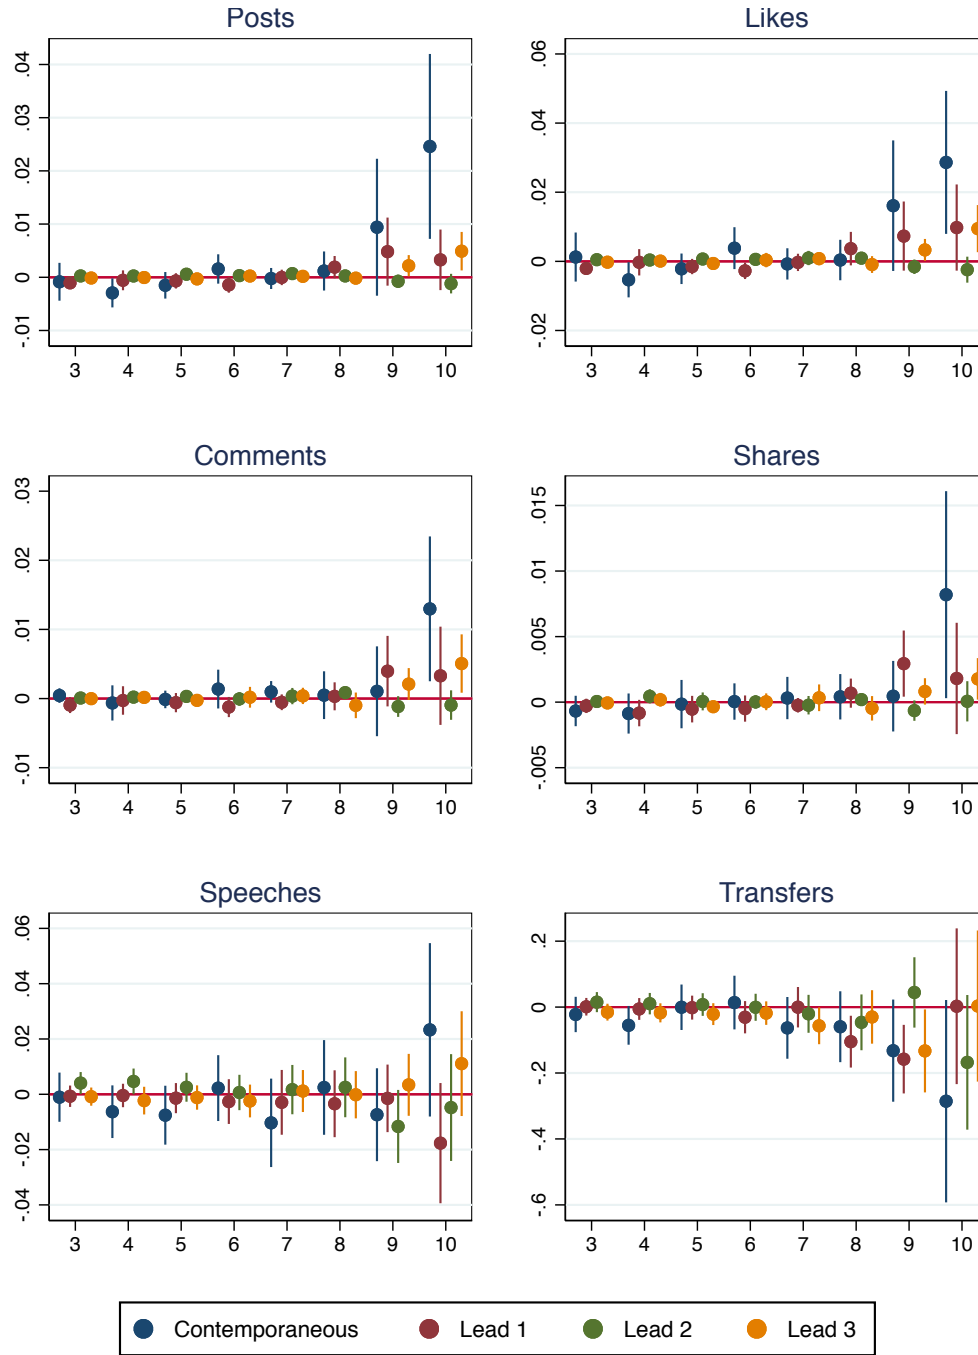 Posts
.04
.03
.02
.01
0
-.01
3 4 5 6 7 8 9 10
Likes
.06
.04
.02
0
-.02
3 4 5 6 7 8 9 10
Comments
.03
.02
.01
0
-.01
3 4 5 6 7 8 9 10
Shares
.015
.01
.005
0
-.005
3 4 5 6 7 8 9 10
Speeches
.06
.04
.02
0
-.02
-.04
3 4 5 6 7 8 9 10
Transfers
.2
0
-.2
-.4
-.6
3 4 5 6 7 8 9 10
Contemporaneous Lead 1 Lead 2 Lead 3